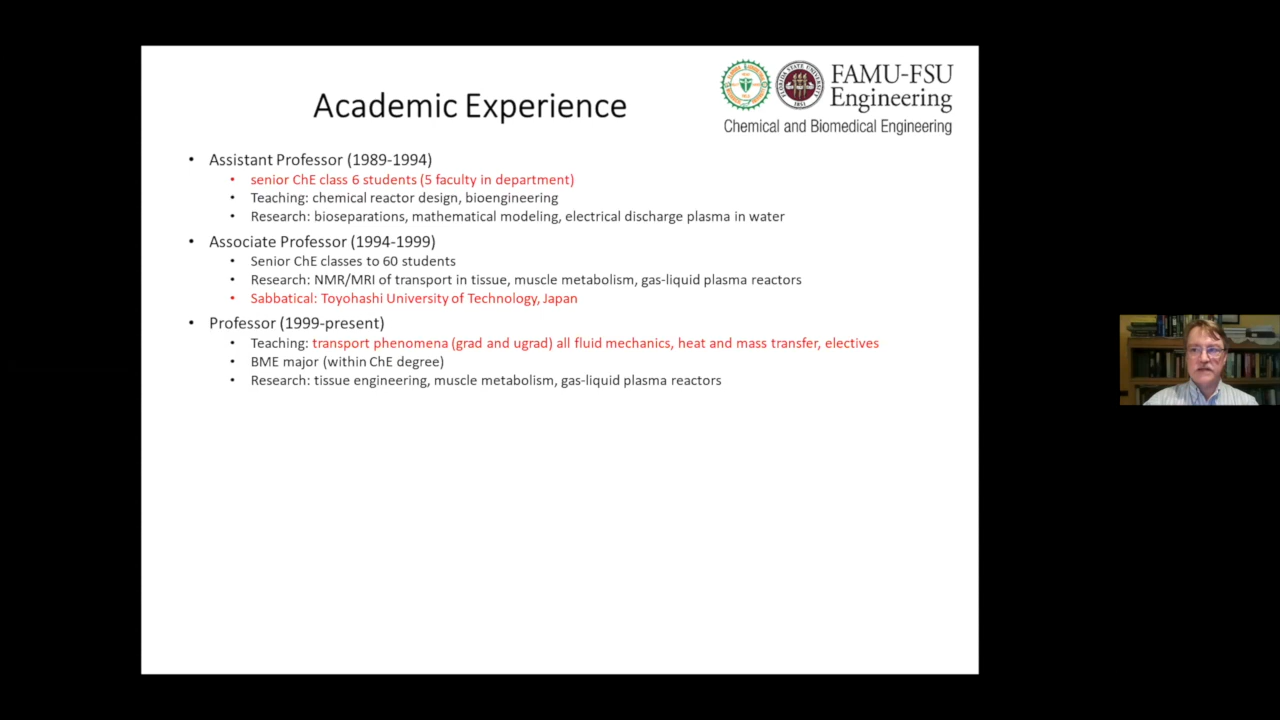 FAMU-FSU
Engineering
Chemical and Biomedical Engineering
Academic Experience
• Assistant Professor (1989-1994)
• senior ChE class 6 students (5 faculty in department)
• Teaching: chemical reactor design, bioengineering
• Research: bioseparations, mathematical modeling, electrical discharge plasma in water
• Associate Professor (1994-1999)
• Senior ChE classes to 60 students
• Research: NMR/MRI of transport in tissue, muscle metabolism, gas-liquid plasma reactors
• Sabbatical: Toyohashi University of Technology, Japan
• Professor (1999-present)
• Teaching: transport phenomena (grad and ugrad) all fluid mechanics, heat and mass transfer, electives
• BME major (within ChE degree)
• Research: tissue engineering, muscle metabolism, gas-liquid plasma reactors